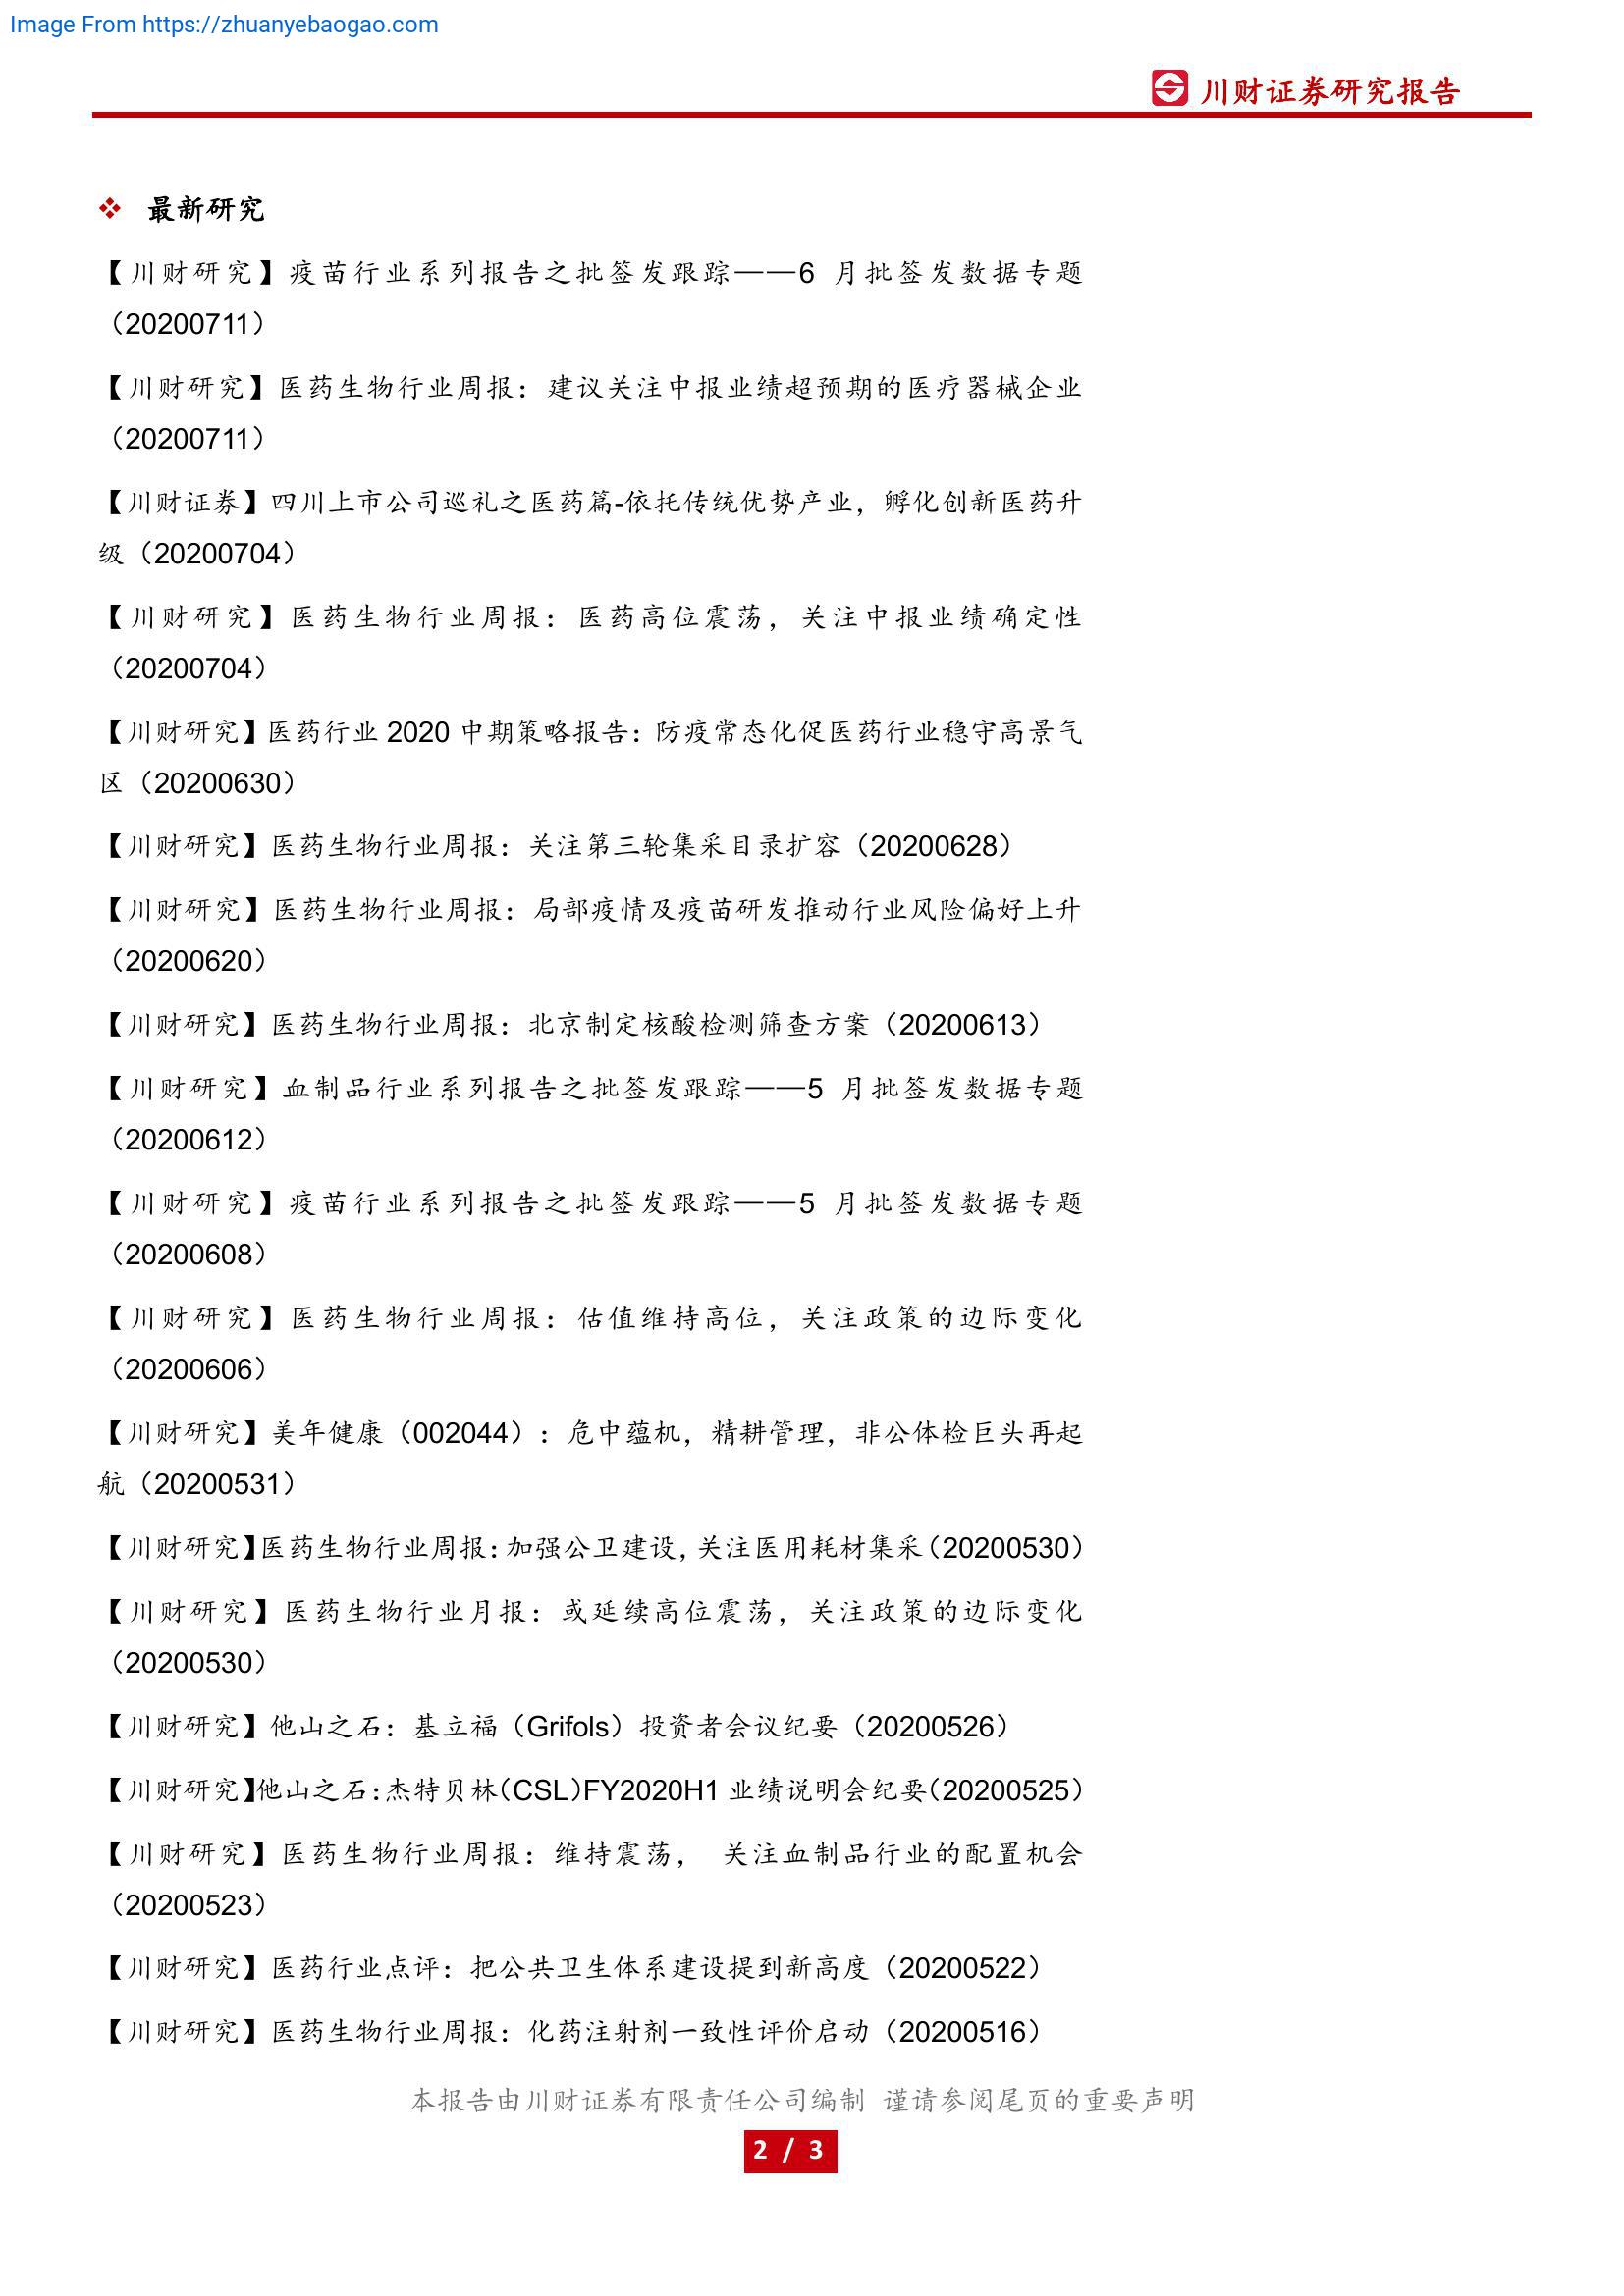 Image From https://zhuanyebaogao.com
川财证券研究报告
最新研究
【川财研究】疫苗行业系列报告之批签发跟踪——6 月批签发数据专题
（20200711）
【川财研究】医药生物行业周报：建议关注中报业绩超预期的医疗器械企业
（20200711）
【川财证券】四川上市公司巡礼之医药篇-依托传统优势产业，孵化创新医药升
级（20200704）
【川财研究】医药生物行业周报：医药高位震荡，关注中报业绩确定性
（20200704）
【川财研究】医药行业 2020 中期策略报告：防疫常态化促医药行业稳守高景气
区（20200630）
【川财研究】医药生物行业周报：关注第三轮集采目录扩容（20200628）
【川财研究】医药生物行业周报：局部疫情及疫苗研发推动行业风险偏好上升
（20200620）
【川财研究】医药生物行业周报：北京制定核酸检测筛查方案（20200613）
【川财研究】血制品行业系列报告之批签发跟踪——5 月批签发数据专题
（20200612）
【川财研究】疫苗行业系列报告之批签发跟踪——5 月批签发数据专题
（20200608）
【川财研究】医药生物行业周报：估值维持高位，关注政策的边际变化
（20200606）
【川财研究】美年健康（002044）：危中蕴机，精耕管理，非公体检巨头再起
航（20200531）
【川财研究】医药生物行业周报：加强公卫建设，关注医用耗材集采（20200530）
【川财研究】医药生物行业月报：或延续高位震荡，关注政策的边际变化
（20200530）
【川财研究】他山之石：基立福（Grifols）投资者会议纪要（20200526）
【川财研究】他山之石：杰特贝林（CSL）FY2020H1 业绩说明会纪要（20200525）
【川财研究】医药生物行业周报：维持震荡， 关注血制品行业的配置机会
（20200523）
【川财研究】医药行业点评：把公共卫生体系建设提到新高度（20200522）
【川财研究】医药生物行业周报：化药注射剂一致性评价启动（20200516）
本报告由川财证券有限责任公司编制 谨请参阅尾页的重要声明
2 / 3